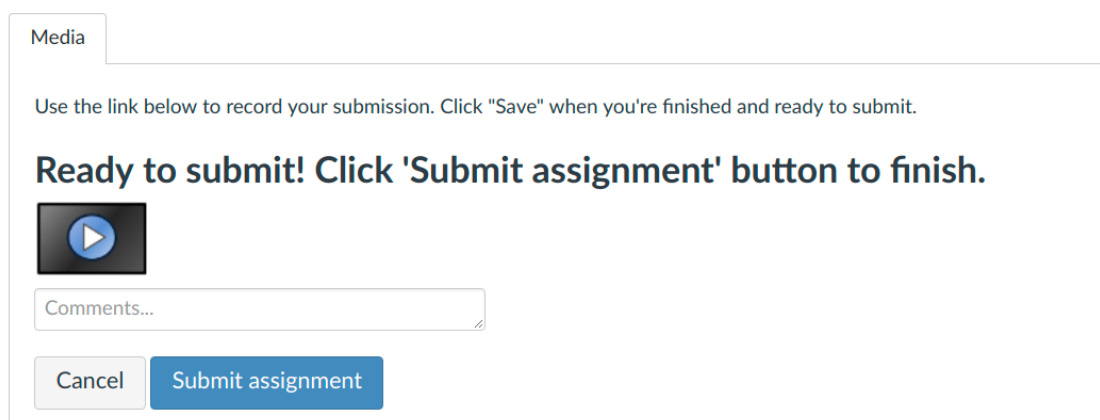 Media
Use the link below to record your submission. Click "Save" when you're finished and ready to submit.
Ready to submit! Click 'Submit assignment' button to finish.
Comments...
Cancel Submit assignment